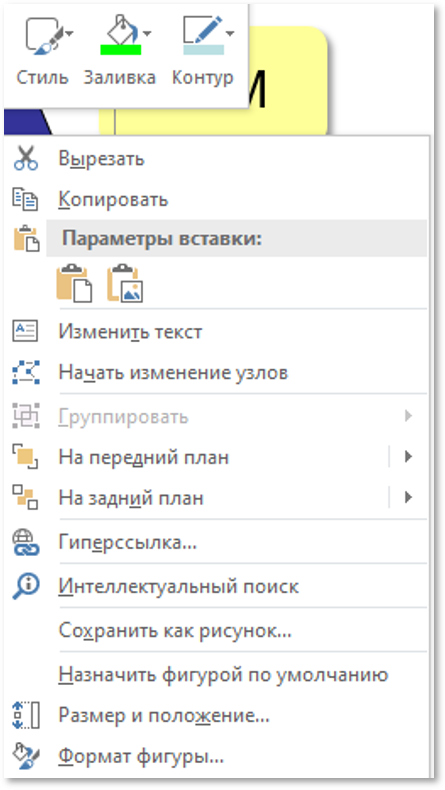 Стиль Заливка Контур
Вырезать
Копировать
Параметры вставки:
Изменить текст
Начать изменение узлов
Группировать
На передний план
На задний план
Гиперссылка...
Интеллектуальный поиск
Сохранить как рисунок...
Назначить фигурой по умолчанию
Размер и положение...
Формат фигуры...